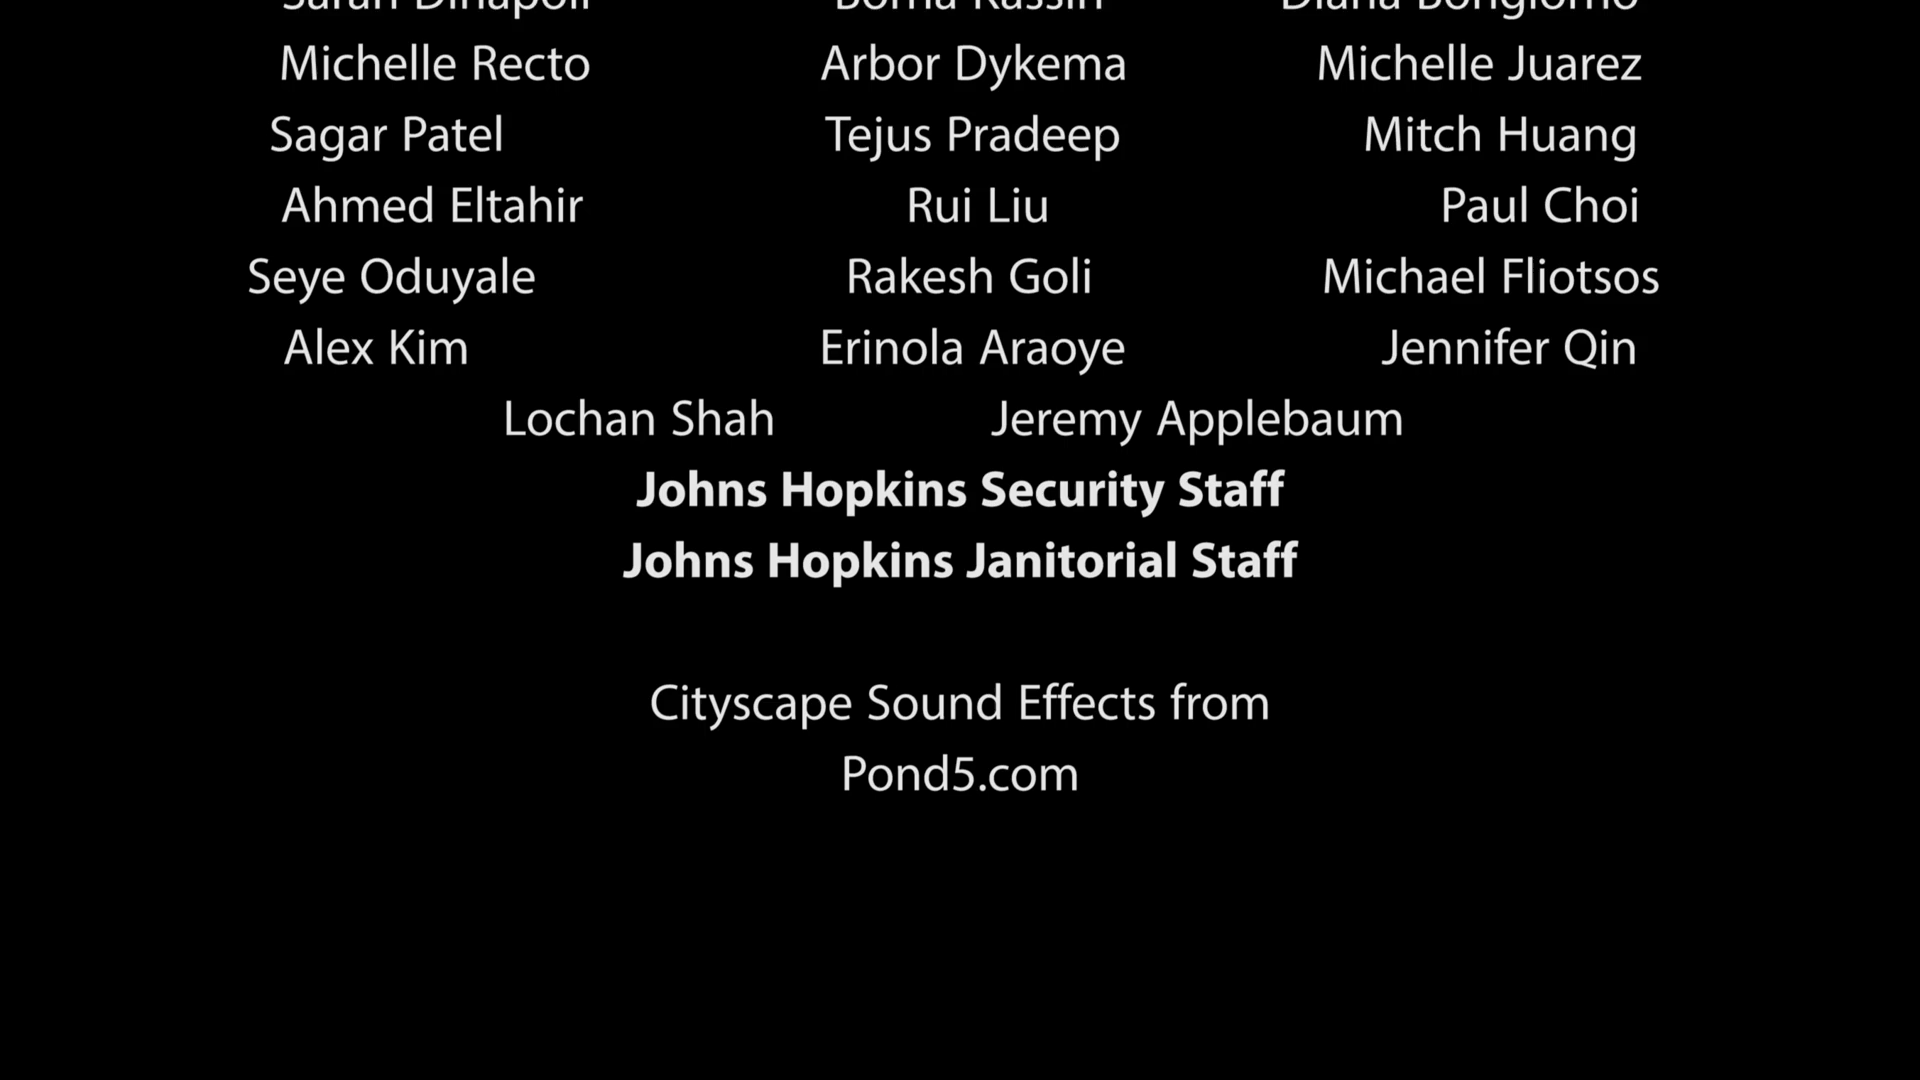 Michelle Recto Arbor Dykema Michelle Juarez
Sagar Patel Tejus Pradeep Mitch Huang
Ahmed Eltahir Rui Liu Paul Choi
Seye Oduyale Rakesh Goli Michael Fliotsos
Alex Kim Erinola Araoye Jennifer Qin
Lochan Shah Jeremy Applebaum
Johns Hopkins Security Staff
Johns Hopkins Janitorial Staff
Cityscape Sound Effects from
Pond5.com